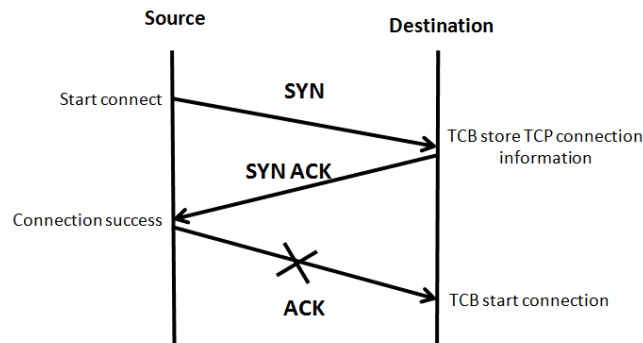 Source
Destination
Start connect
SYN
TCB store TCP connection
information
SYN ACK
Connection success
ACK
TCB start connection